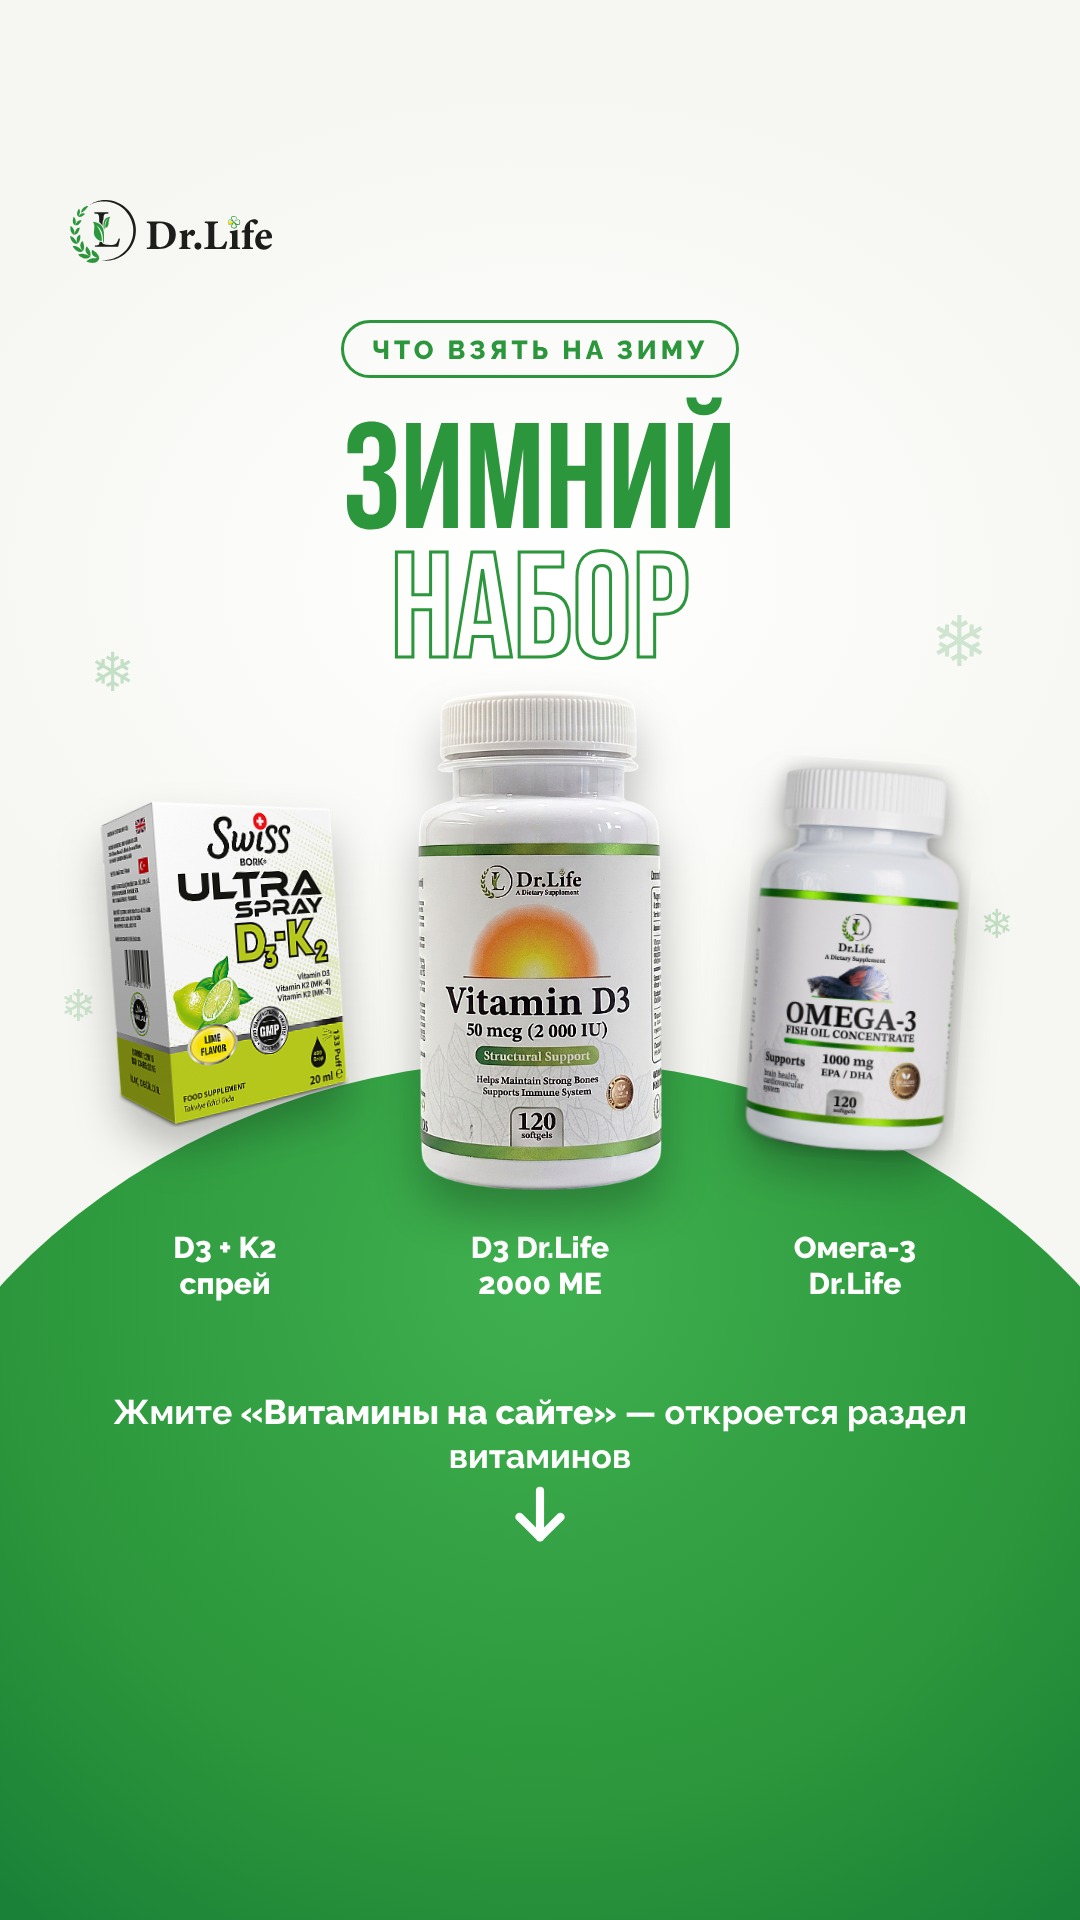 Dr.Life
ЧТО ВЗЯТЬ НА ЗИМУ
ЗИМНИЙ
НАБОР
Swiss
BORK®
ULTRA
SPRAY
D3-K2
Vitamin D3
Vitamin K2 (MK-4)
Vitamin K2 (MK-7)
LIME
FLAVOR
GMP
133 Puff
20 ml e
FOOD SUPPLEMENT
Takviye Edici Gıda
İLAÇ DEĞİLDİR
Dr.Life
A Dietary Supplement
Vitamin D3
50 mcg (2 000 IU)
Structural Support
Helps Maintain Strong Bones
Supports Immune System
120
softgels
Dr.Life
A Dietary Supplement
OMEGA-3
FISH OIL CONCENTRATE
Supports
brain health,
cardiovascular
system
1000 mg
EPA / DHA
120
softgels
D3 + K2
спрей
D3 Dr.Life
2000 МЕ
Омега-3
Dr.Life
Жмите «Витамины на сайте» — откроется раздел
витаминов